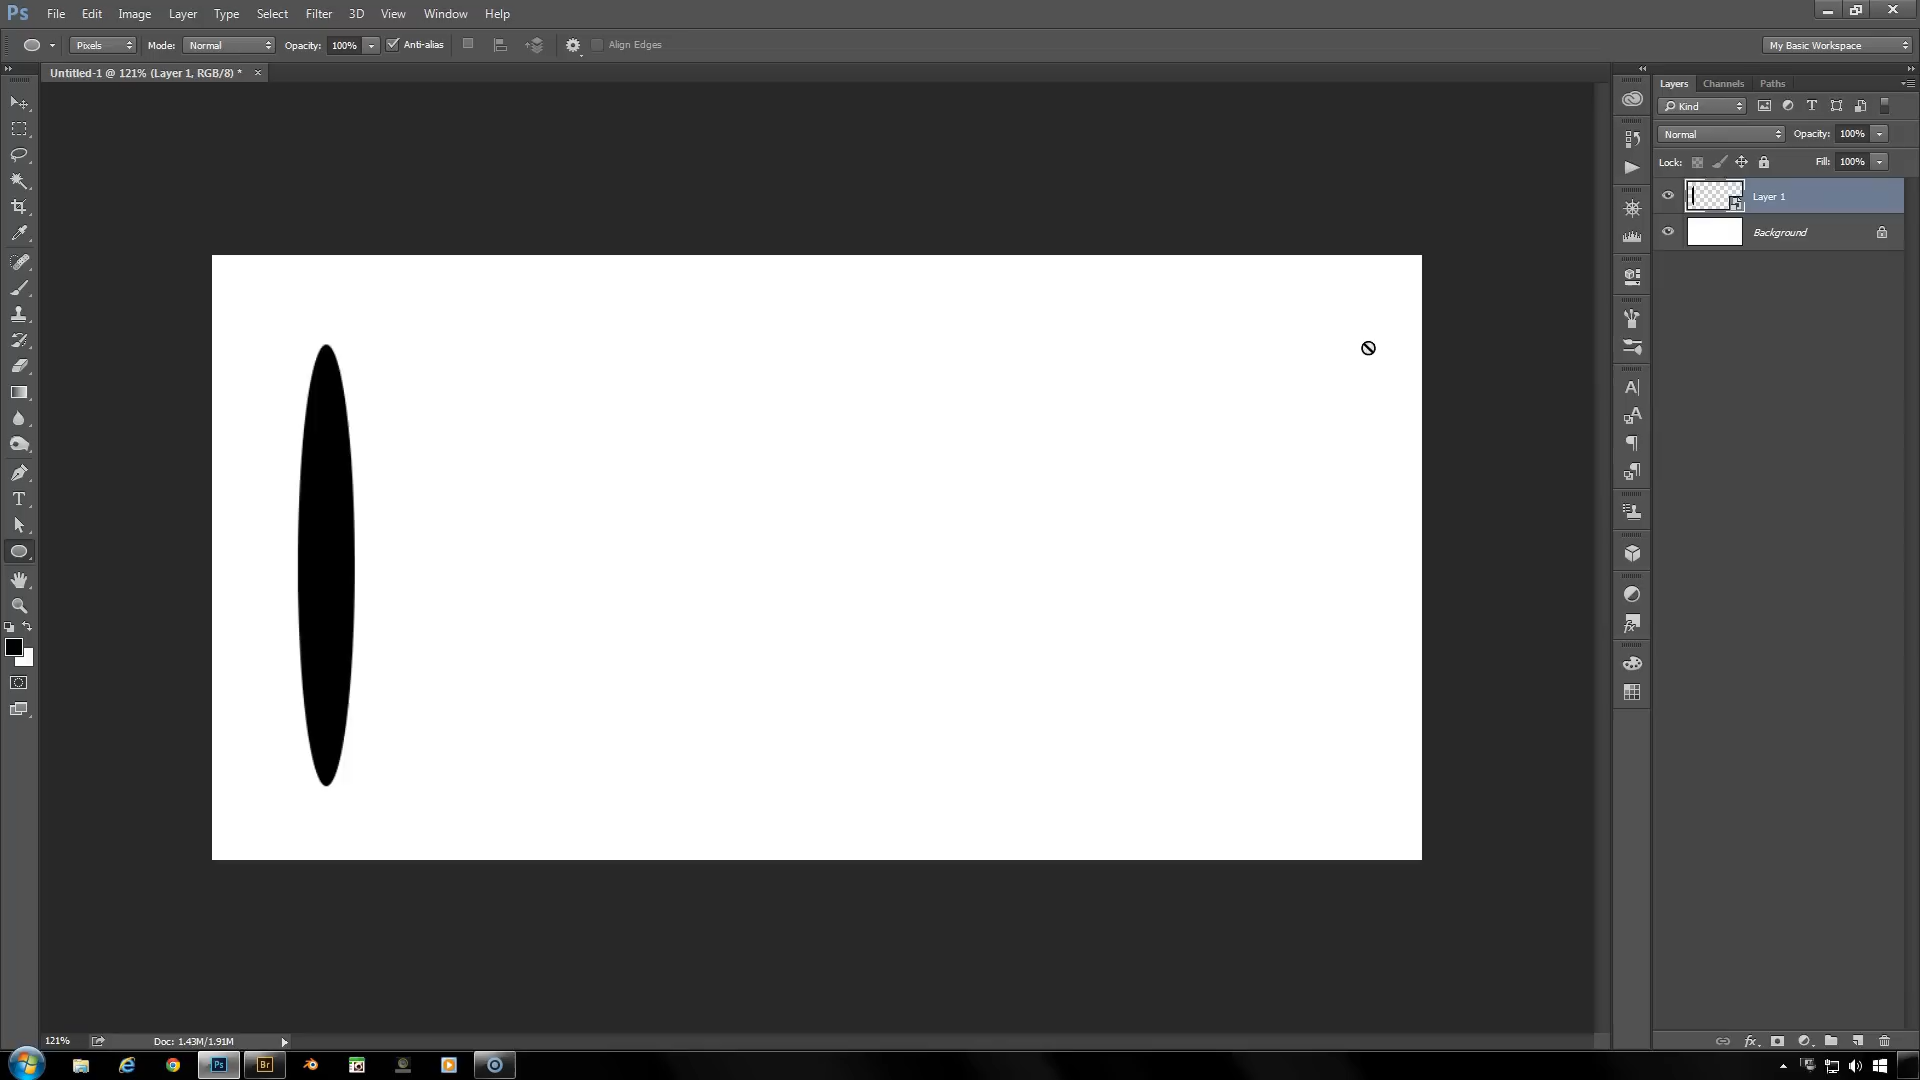 Ps File Edit Image Layer Type Select Filter 3D View Window Help
Pixels Mode: Normal Opacity: 100% Anti-alias Align Edges My Basic Workspace
Untitled-1 @ 121% (Layer 1, RGB/8) *
Layers Channels Paths
Kind
Normal Opacity: 100%
Lock: Fill: 100%
Layer 1
Background
121% Doc: 1.43M/1.91M
Ps Br